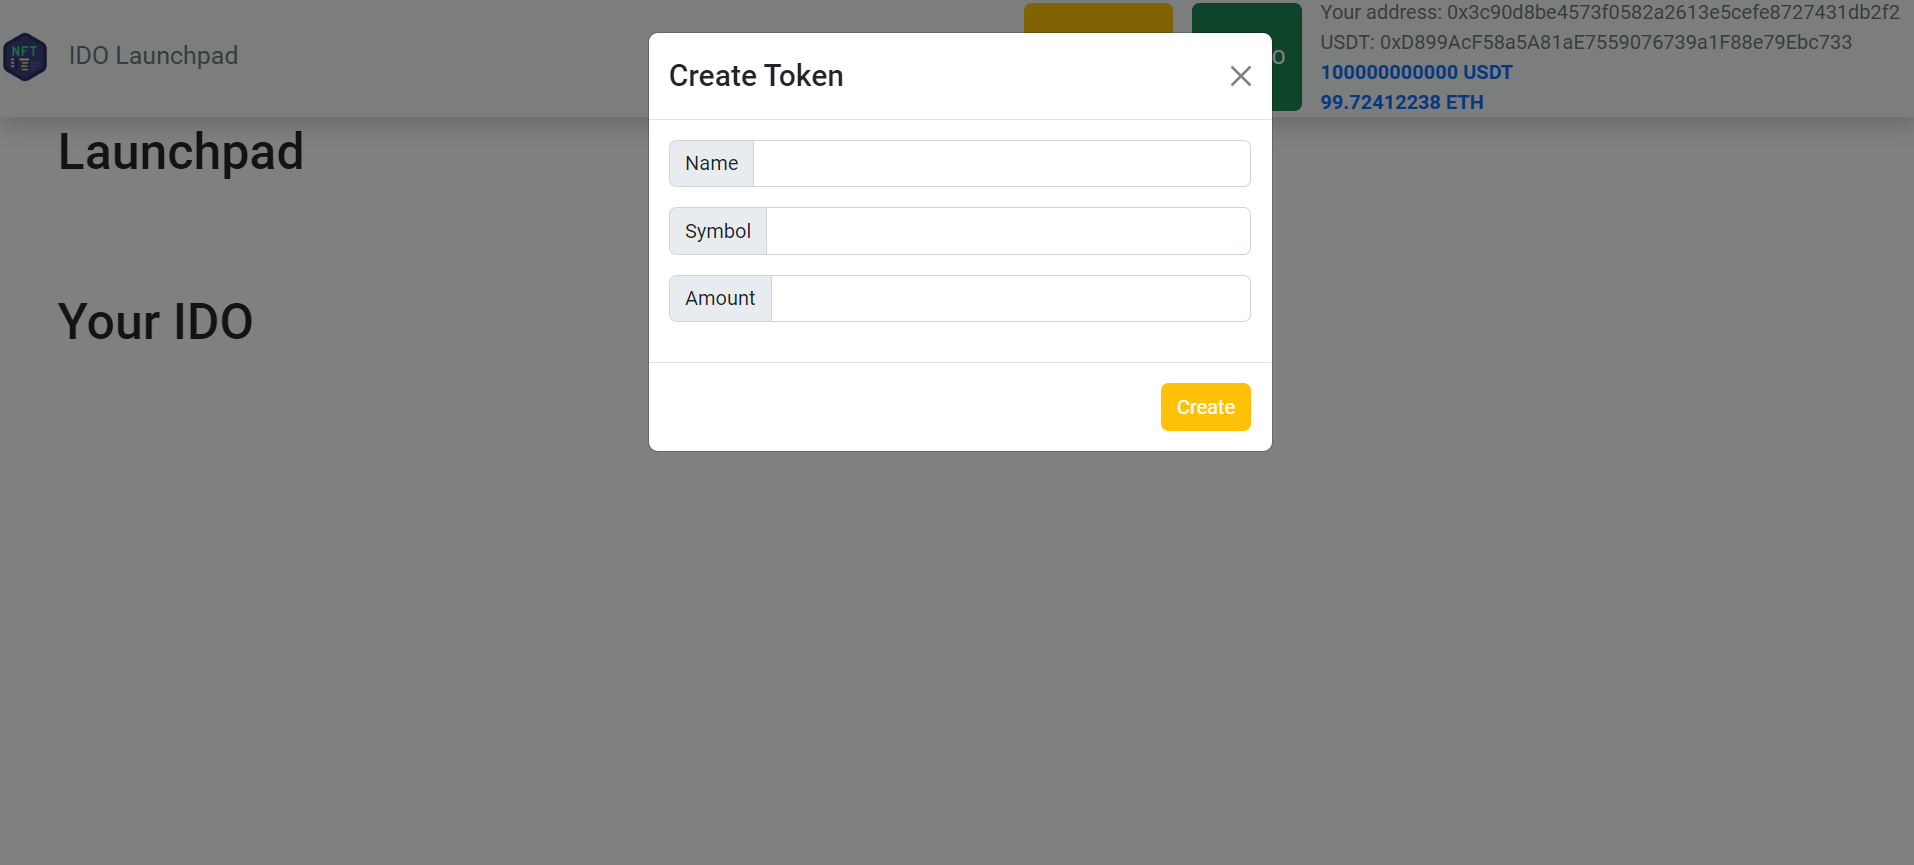 NFT
IDO Launchpad
Your address: 0x3c90d8be4573f0582a2613e5cefe8727431db2f2
USDT: 0xD899AcF58a5A81aE7559076739a1F88e79Ebc733
100000000000 USDT
99.72412238 ETH
Create Token
Name
Symbol
Amount
Create
Launchpad
Your IDO